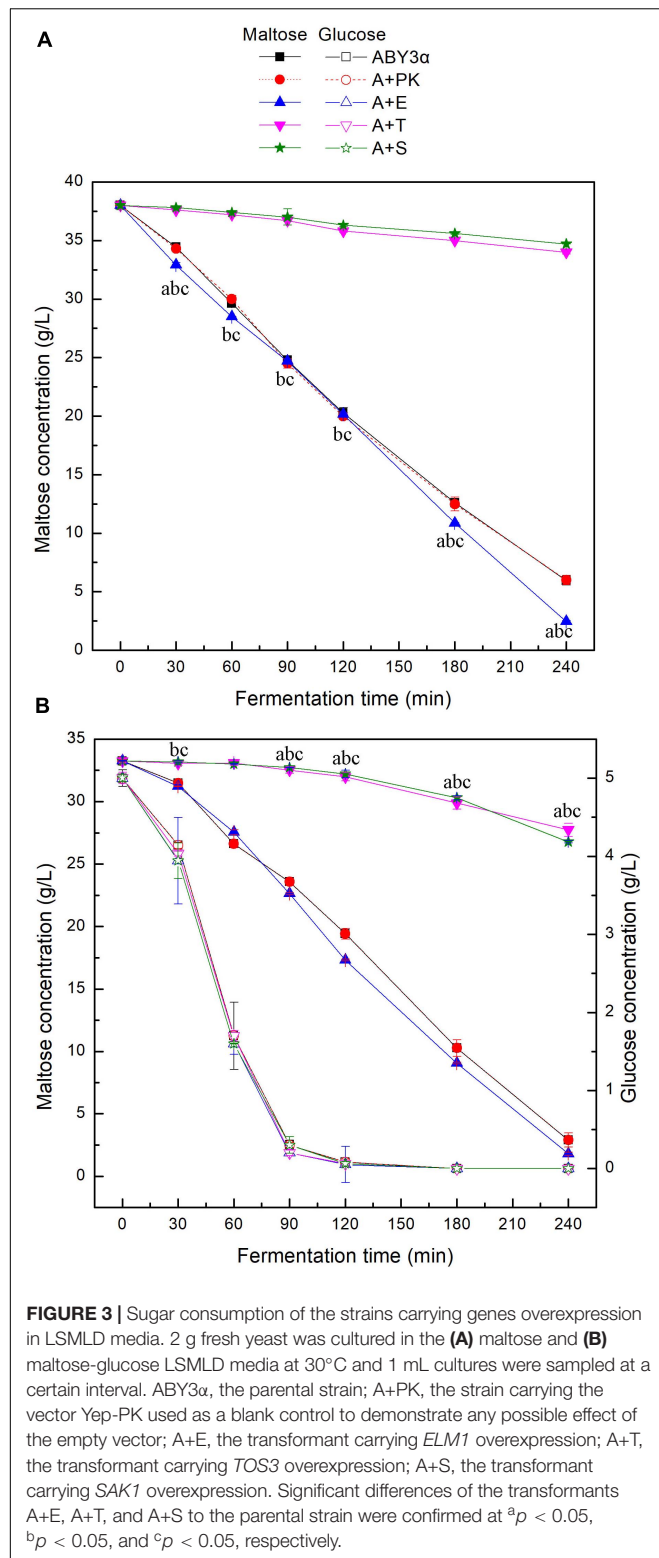 A
Maltose Glucose
ABY3α
A+PK
A+E
A+T
A+S
40
35
30
25
20
15
10
5
0
Maltose concentration (g/L)
abc
bc
bc
bc
abc
abc
0 30 60 90 120 180 240
Fermentation time (min)
B
35
30
25
20
15
10
5
0
Maltose concentration (g/L)
bc
abc
abc
abc
abc
5
4
3
2
1
0
Glucose concentration (g/L)
0 30 60 90 120 180 240
Fermentation time (min)
FIGURE 3 | Sugar consumption of the strains carrying genes overexpression
in LSMLD media. 2 g fresh yeast was cultured in the (A) maltose and (B)
maltose-glucose LSMLD media at 30°C and 1 mL cultures were sampled at a
certain interval. ABY3α, the parental strain; A+PK, the strain carrying the
vector Yep-PK used as a blank control to demonstrate any possible effect of
the empty vector; A+E, the transformant carrying ELM1 overexpression; A+T,
the transformant carrying TOS3 overexpression; A+S, the transformant
carrying SAK1 overexpression. Significant differences of the transformants
A+E, A+T, and A+S to the parental strain were confirmed at ᵃp < 0.05,
ᵇp < 0.05, and ᶜp < 0.05, respectively.